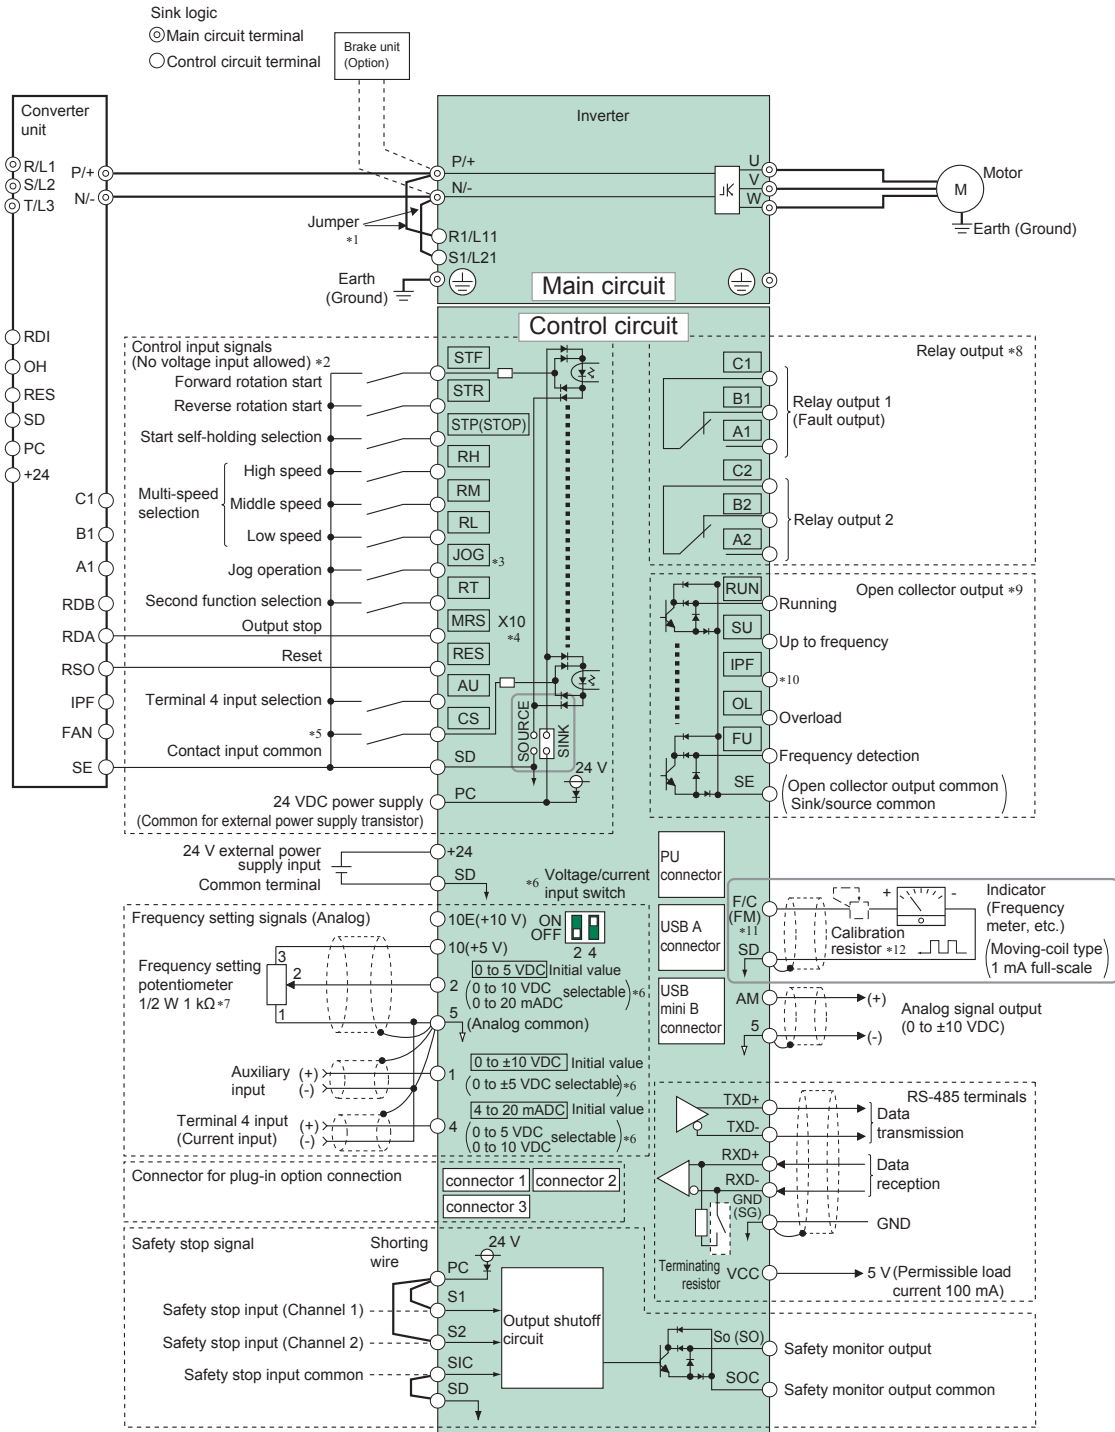 Sink logic
Main circuit terminal
Control circuit terminal
Brake unit
(Option)
Converter
unit
R/L1
S/L2
T/L3
P/+
N/-
Inverter
P/+
N/-
Jumper
*1
R1/L11
S1/L21
Earth
(Ground)
Main circuit
U
V
W
M
Motor
Earth (Ground)
RDI
OH
RES
SD
PC
+24
C1
B1
A1
RDB
RDA
RSO
IPF
FAN
SE
Control circuit
Control input signals
(No voltage input allowed) *2
Forward rotation start
Reverse rotation start
Start self-holding selection
Multi-speed
selection
High speed
Middle speed
Low speed
Jog operation
Second function selection
Output stop
Reset
Terminal 4 input selection
*5
Contact input common
24 VDC power supply
(Common for external power supply transistor)
STF
STR
STP(STOP)
RH
RM
RL
JOG *3
RT
MRS X10
*4
RES
AU
CS
SD
PC
SOURCE
SINK
24 V
Relay output *8
C1
B1
A1
Relay output 1
(Fault output)
C2
B2
A2
Relay output 2
Open collector output *9
RUN
Running
SU
Up to frequency
IPF
*10
OL
Overload
FU
Frequency detection
SE
(Open collector output common
Sink/source common)
24 V external power
supply input
Common terminal
+24
SD
*6 Voltage/current
input switch
ON
OFF
2 4
Frequency setting signals (Analog)
Frequency setting
potentiometer
1/2 W 1 kΩ *7
3
2
1
10E(+10 V)
10(+5 V)
2
0 to 5 VDC Initial value
(0 to 10 VDC
0 to 20 mADC selectable) *6
5
(Analog common)
Auxiliary
input
(+)
(-)
1
0 to ±10 VDC Initial value
(0 to ±5 VDC selectable) *6
Terminal 4 input
(Current input)
(+)
(-)
4
4 to 20 mADC Initial value
(0 to 5 VDC
0 to 10 VDC selectable) *6
PU
connector
USB A
connector
USB
mini B
connector
F/C
(FM)
*11
SD
Calibration
resistor *12
+
-
Indicator
(Frequency
meter, etc.)
(Moving-coil type
1 mA full-scale)
AM
5
(+)
(-)
Analog signal output
(0 to ±10 VDC)
RS-485 terminals
TXD+
TXD-
Data
transmission
RXD+
RXD-
Data
reception
GND
(SG)
GND
Terminating
resistor
VCC
5 V (Permissible load
current 100 mA)
Connector for plug-in option connection
connector 1
connector 2
connector 3
Safety stop signal
Shorting
wire
24 V
PC
S1
S2
SIC
SD
Safety stop input (Channel 1)
Safety stop input (Channel 2)
Safety stop input common
Output shutoff
circuit
So (SO)
SOC
Safety monitor output
Safety monitor output common